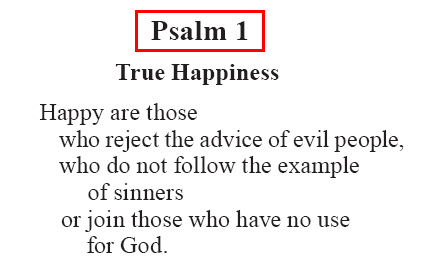 Psalm 1
True Happiness
Happy are those
who reject the advice of evil people,
who do not follow the example
of sinners
or join those who have no use
for God.